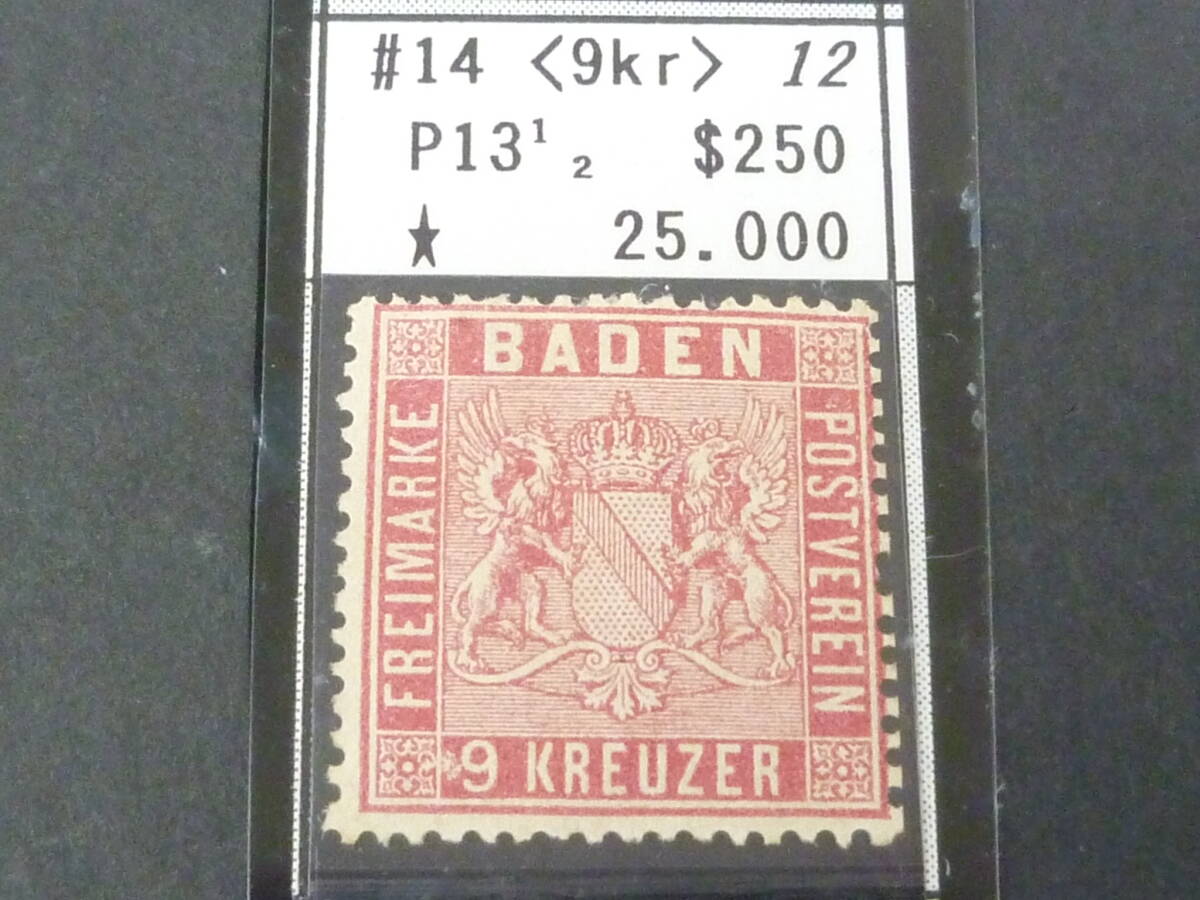 #14 <9kr> 12
P13¹₂ $250
★ 25.000
BADEN
FREIMARKE
POSTVEREIN
9 KREUZER